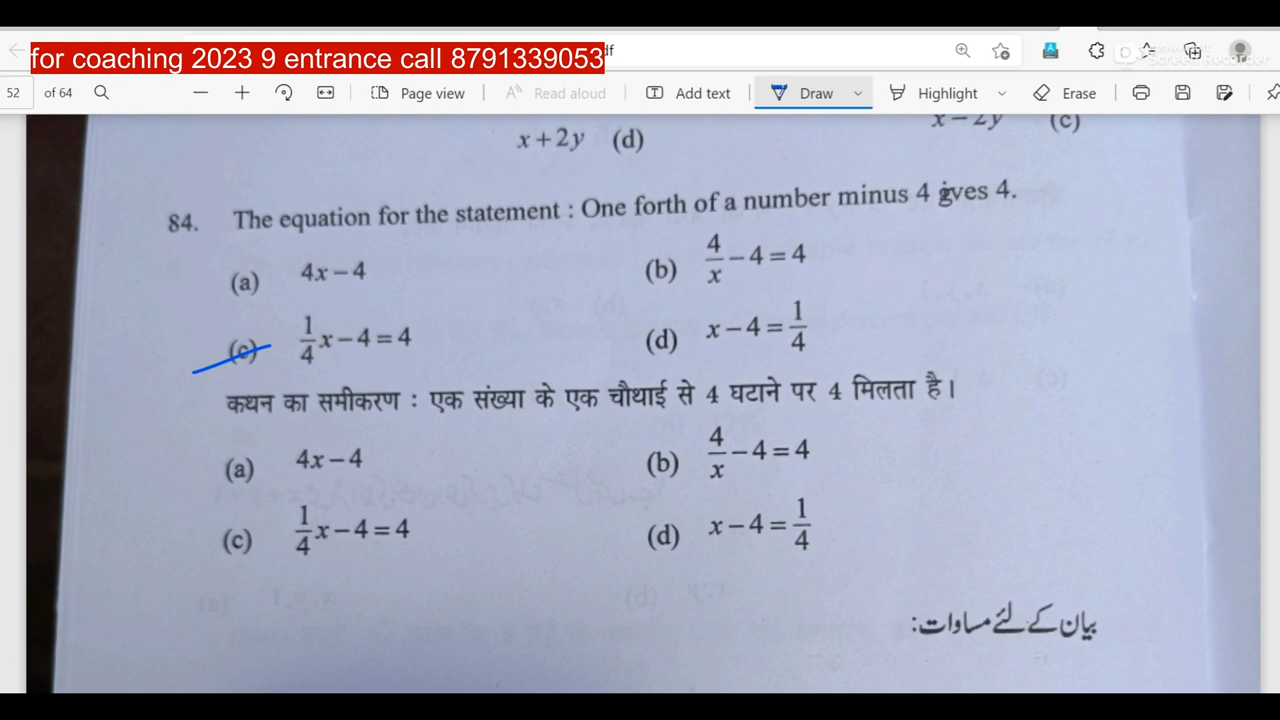 for coaching 2023 9 entrance call 8791339053 df
52 of 64 Page view Read aloud Add text Draw Highlight Erase
x − 2y (c)
x + 2y (d)
84. The equation for the statement : One forth of a number minus 4 gives 4.
(a) 4x − 4 (b) 4/x − 4 = 4
(c) 1/4 x − 4 = 4 (d) x − 4 = 1/4
कथन का समीकरण : एक संख्या के एक चौथाई से 4 घटाने पर 4 मिलता है।
(a) 4x − 4 (b) 4/x − 4 = 4
(c) 1/4 x − 4 = 4 (d) x − 4 = 1/4
بیان کے لئے مساوات: